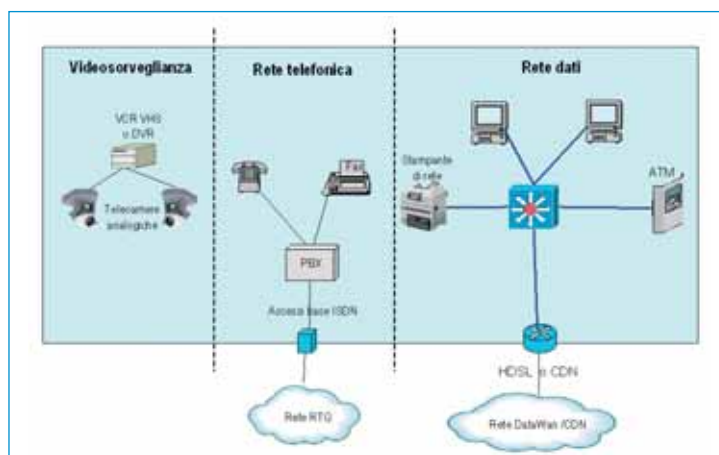 Videosorveglianza
VCR VHS
o DVR
Telecamere
analogiche
Rete telefonica
Fax
PBX
Accesso base ISDN
Rete RTG
Rete dati
Stampante
di rete
ATM
HDSL o CDN
Rete DataWan /CDN